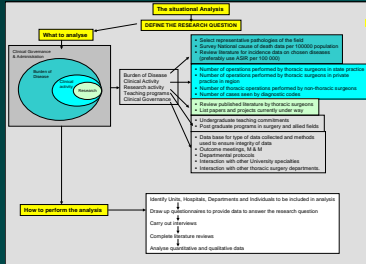 The situational Analysis
DEFINE THE RESEARCH QUESTION
What to analyse
• Select representative pathologies of the field
• Survey National cause of death data per 100000 population
• Review literature for incidence data on chosen diseases
(preferably use ASIR per 100 000)
Clinical Governance
& Administration
Burden of
Disease
Clinical
activity
Research
• Number of operations performed by thoracic surgeons in state practice
• Number of operations performed by thoracic surgeons in private
practice in region
• Number of thoracic operations performed by non-thoracic surgeons
• Number of cases seen by diagnostic codes
Burden of Disease
Clinical Activity
Research activity
Teaching programs
Clinical Governance
• Review published literature by thoracic surgeons
• List papers and projects currently under way
• Undergraduate teaching commitments
• Post graduate programs in surgery and allied fields
• Data base for type of data collected and methods
used to ensure integrity of data
• Outcome meetings, M & M
• Departmental protocols
• Interaction with other University specialties
• Interaction with other thoracic surgery departments.
How to perform the analysis
Identify Units, Hospitals, Departments and Individuals to be included in analysis
Draw up questionnaires to provide data to answer the research question
Carry out interviews
Complete literature reviews
Analyse quantitative and qualitative data